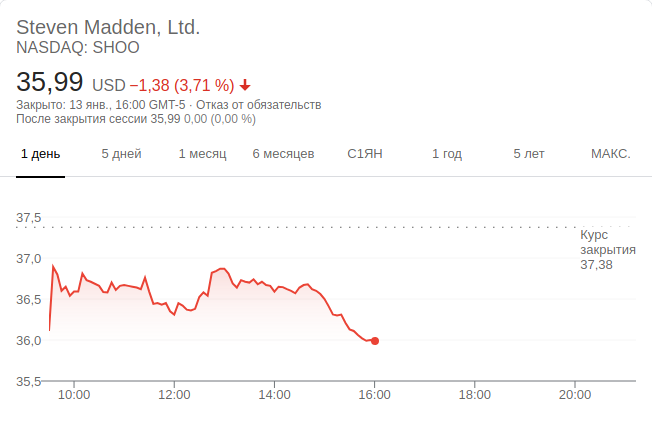 Steven Madden, Ltd.
NASDAQ: SHOO
35,99 USD −1,38 (3,71 %)
Закрыто: 13 янв., 16:00 GMT-5 · Отказ от обязательств
После закрытия сессии 35,99 0,00 (0,00 %)
1 день 5 дней 1 месяц 6 месяцев С1ЯН 1 год 5 лет МАКС.
37,5
Курс
закрытия
37,38
37,0
36,5
36,0
35,5
10:00 12:00 14:00 16:00 18:00 20:00